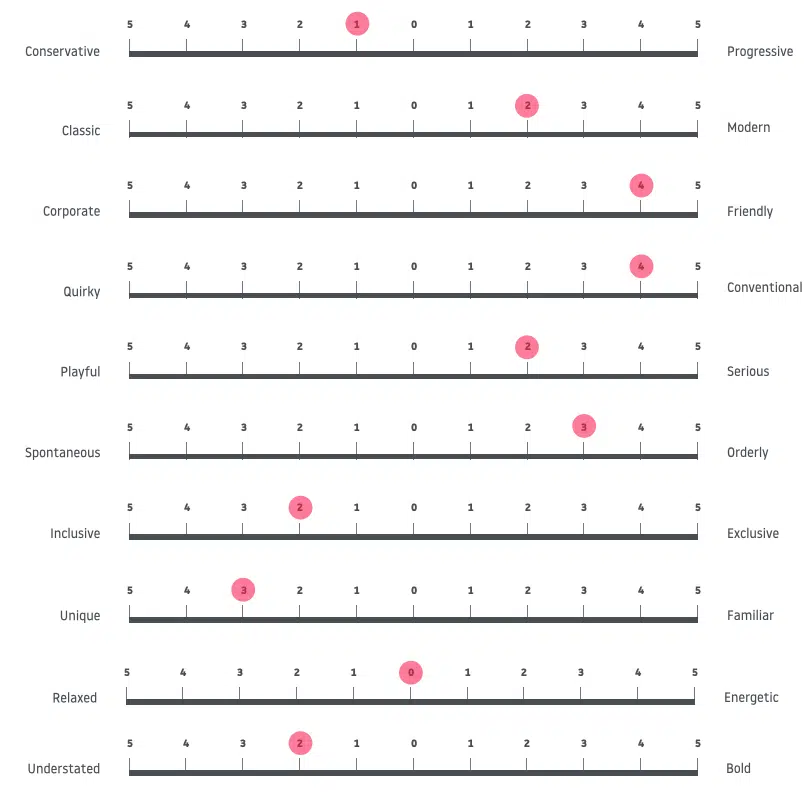 5 4 3 2 1 0 1 2 3 4 5
Conservative Progressive
5 4 3 2 1 0 1 2 3 4 5
Classic Modern
5 4 3 2 1 0 1 2 3 4 5
Corporate Friendly
5 4 3 2 1 0 1 2 3 4 5
Quirky Conventional
5 4 3 2 1 0 1 2 3 4 5
Playful Serious
5 4 3 2 1 0 1 2 3 4 5
Spontaneous Orderly
5 4 3 2 1 0 1 2 3 4 5
Inclusive Exclusive
5 4 3 2 1 0 1 2 3 4 5
Unique Familiar
5 4 3 2 1 0 1 2 3 4 5
Relaxed Energetic
5 4 3 2 1 0 1 2 3 4 5
Understated Bold